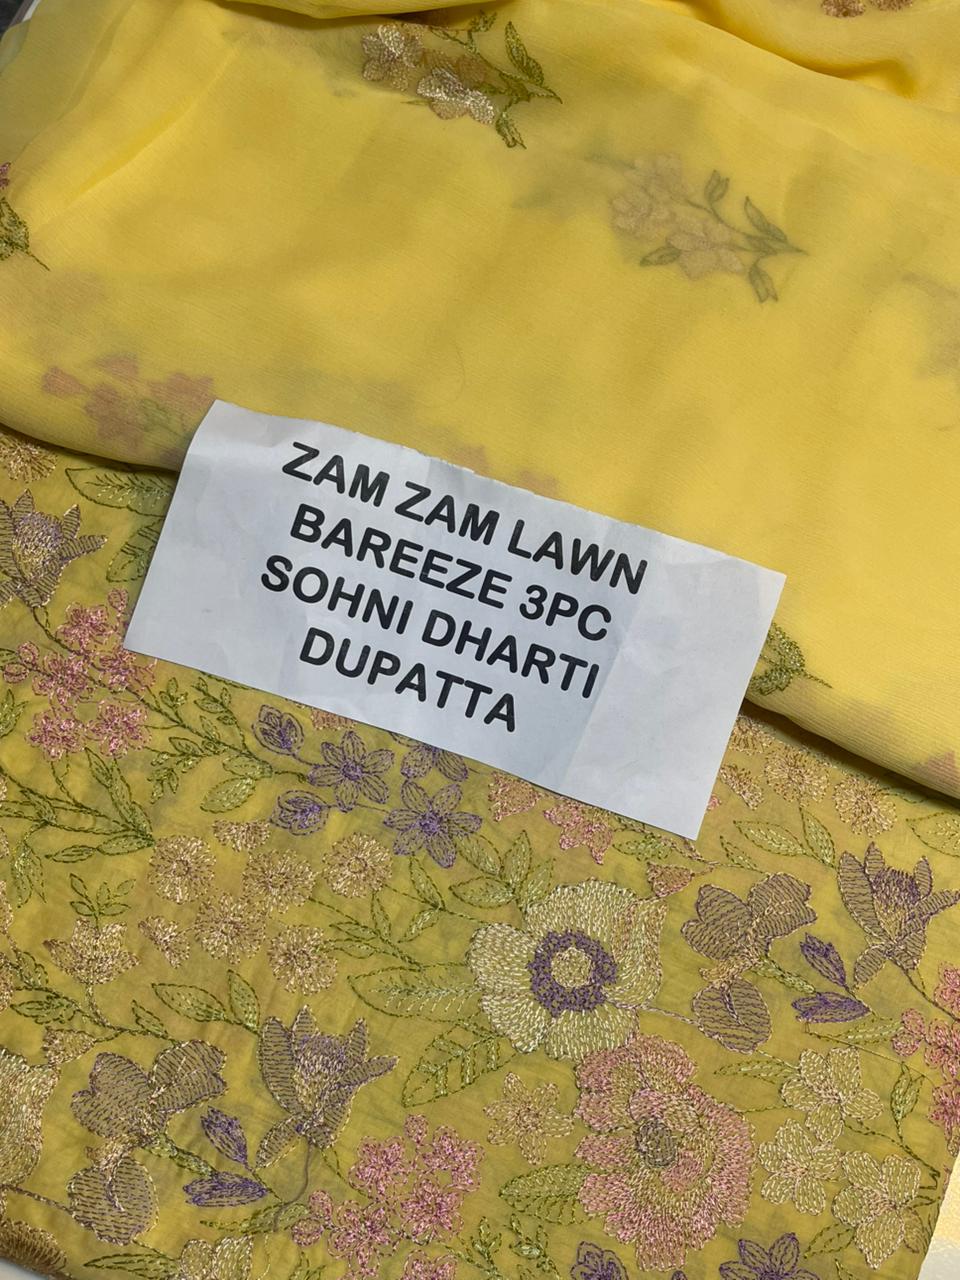 ZAM ZAM LAWN
BAREEZE 3PC
SOHNI DHARTI
DUPATTA